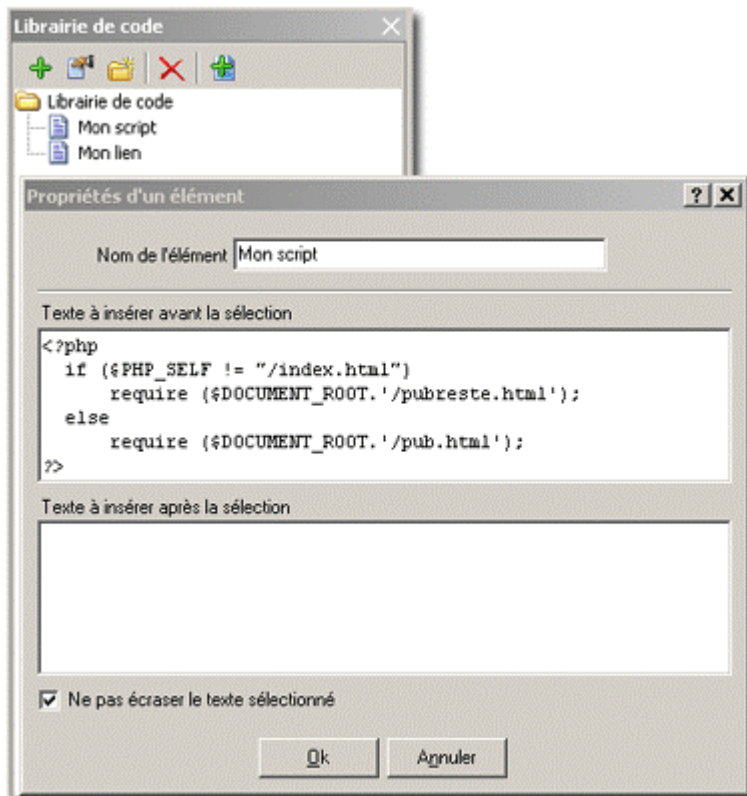 Librairie de code
Librairie de code
Mon script
Mon lien
Propriétés d'un élément
Nom de l'élément Mon script
Texte à insérer avant la sélection
<?php
  if ($PHP_SELF != "/index.html")
      require ($DOCUMENT_ROOT.'/pubreste.html');
  else
      require ($DOCUMENT_ROOT.'/pub.html');
?>
Texte à insérer après la sélection
Ne pas écraser le texte sélectionné
Ok Annuler